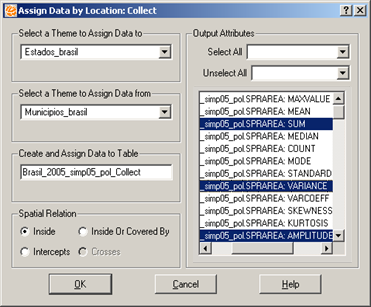 Assign Data by Location: Collect
Select a Theme to Assign Data to
Estados_brasil
Select a Theme to Assign Data from
Municipios_brasil
Create and Assign Data to Table
Brasil_2005_simp05_pol_Collect
Spatial Relation
Inside
Inside Or Covered By
Intercepts
Crosses
Output Attributes
Select All
Unselect All
_simp05_pol.SPRAREA: MAXVALUE
_simp05_pol.SPRAREA: MEAN
_simp05_pol.SPRAREA: SUM
_simp05_pol.SPRAREA: MEDIAN
_simp05_pol.SPRAREA: COUNT
_simp05_pol.SPRAREA: MODE
_simp05_pol.SPRAREA: STANDARD
_simp05_pol.SPRAREA: VARIANCE
_simp05_pol.SPRAREA: VARCOEFF
_simp05_pol.SPRAREA: SKEWNESS
_simp05_pol.SPRAREA: KURTOSIS
_simp05_pol.SPRAREA: AMPLITUDE
OK
Cancel
Help